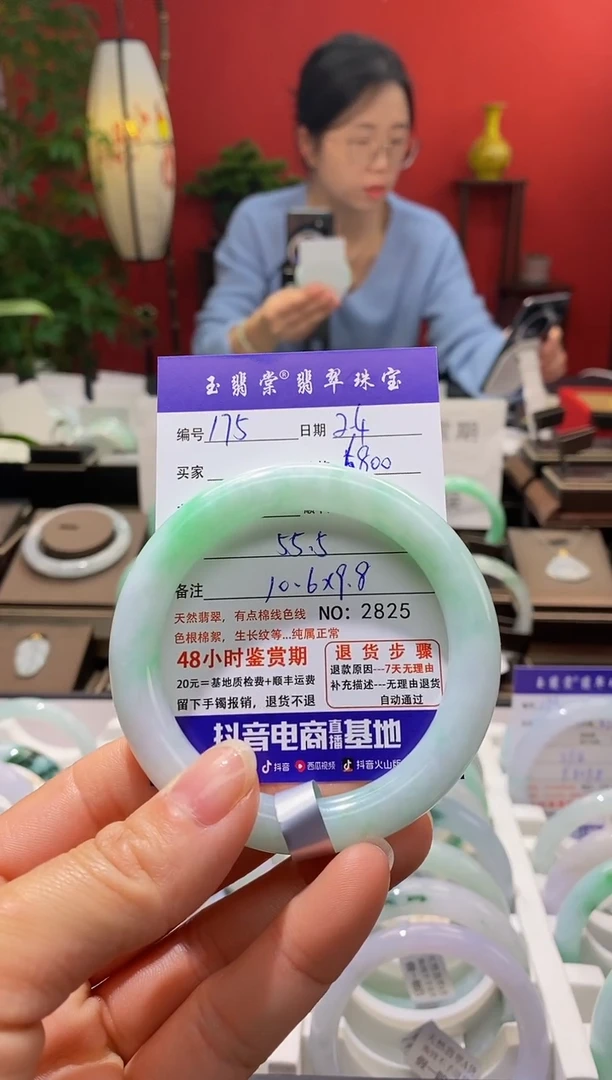 玉翡棠® 翡翠珠宝
编号 175 日期 24
买家
6800
55.5
备注 10.6x9.8
天然翡翠，有点棉线色线 NO: 2825
色根棉絮，生长纹等...纯属正常
48小时鉴赏期
20元=基地质检费+顺丰运费
留下手镯报销，退货不退
退货步骤
退款原因---7天无理由
补充描述---无理由退货
自动通过
抖音电商直播基地
抖音 西瓜视频 抖音火山版